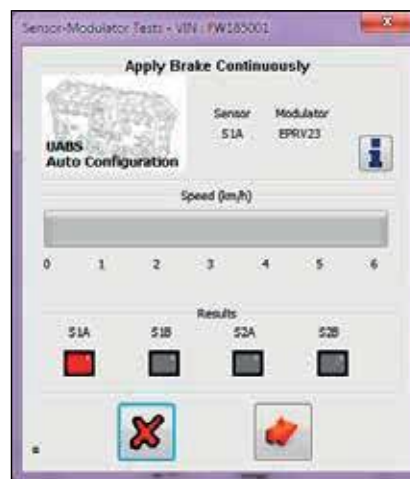 Sensor-Modulator Tests - VIN : FW185001
Apply Brake Continuously
Sensor Modulator
S1A EPRV23
UABS
Auto Configuration
Speed (km/h)
0 1 2 3 4 5 6
Results
S1A S1B S2A S2B